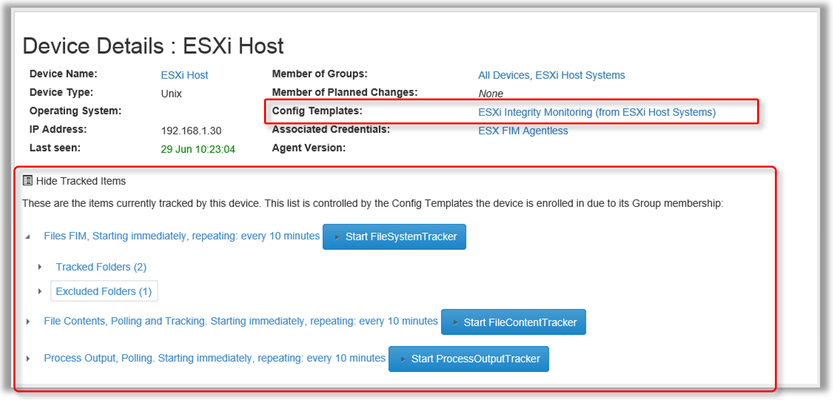 Device Details : ESXi Host
Device Name: ESXi Host Member of Groups: All Devices, ESXi Host Systems
Device Type: Unix Member of Planned Changes: None
Operating System: Config Templates: ESXi Integrity Monitoring (from ESXi Host Systems)
IP Address: 192.168.1.30 Associated Credentials: ESX FIM Agentless
Last seen: 29 Jun 10:23:04 Agent Version:
Hide Tracked Items
These are the items currently tracked by this device. This list is controlled by the Config Templates the device is enrolled in due to its Group membership:
Files FIM, Starting immediately, repeating: every 10 minutes Start FileSystemTracker
Tracked Folders (2)
Excluded Folders (1)
File Contents, Polling and Tracking. Starting immediately, repeating: every 10 minutes Start FileContentTracker
Process Output, Polling. Starting immediately, repeating: every 10 minutes Start ProcessOutputTracker